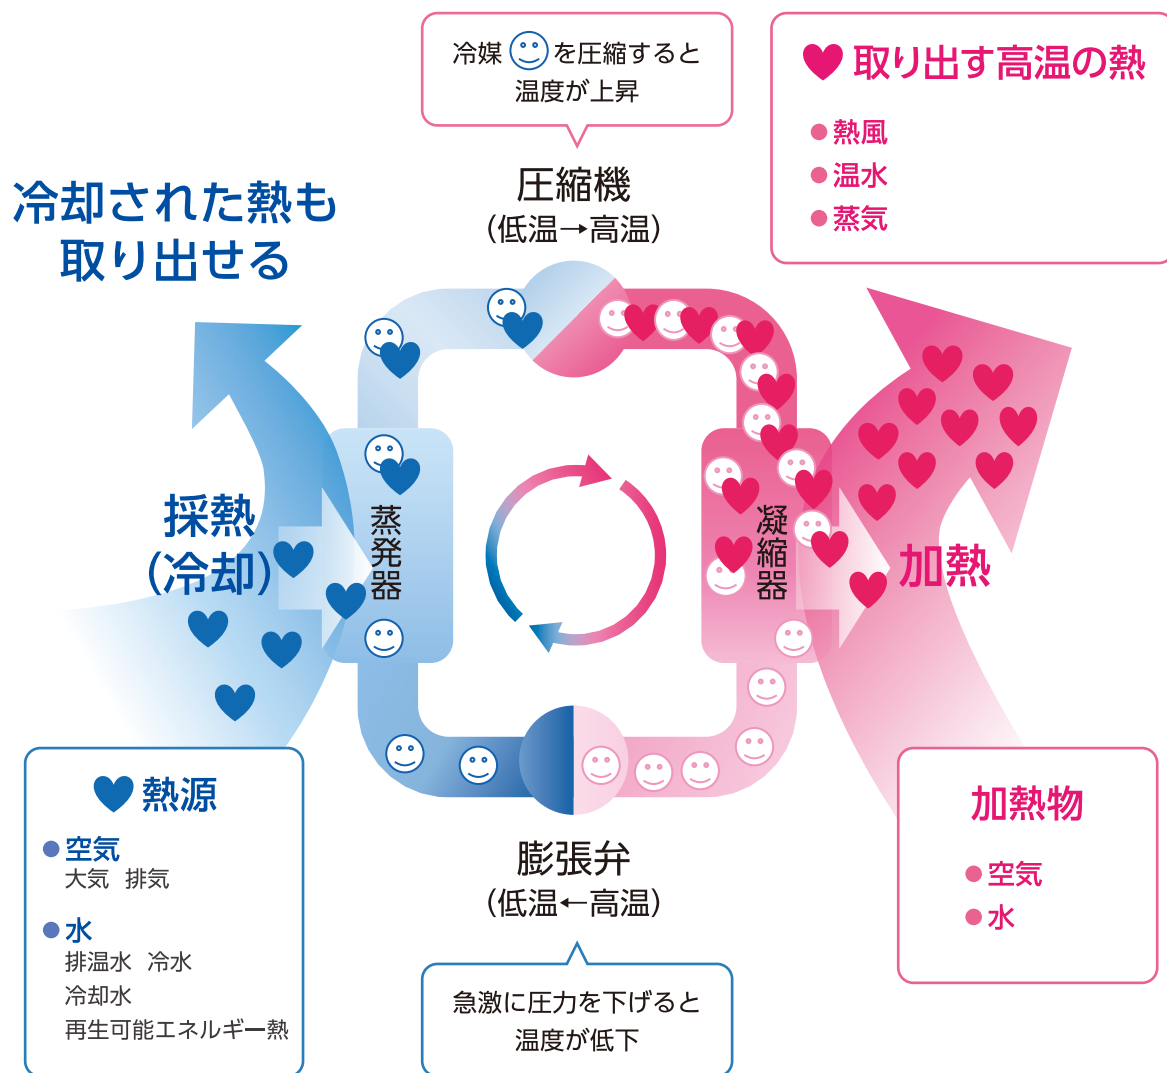 冷媒 を圧縮すると
温度が上昇
取り出す高温の熱
熱風
温水
蒸気
圧縮機
（低温→高温）
冷却された熱も
取り出せる
採熱
（冷却）
蒸発器
凝縮器
加熱
熱源
空気
大気 排気
水
排温水 冷水
冷却水
再生可能エネルギー熱
膨張弁
（低温←高温）
急激に圧力を下げると
温度が低下
加熱物
空気
水